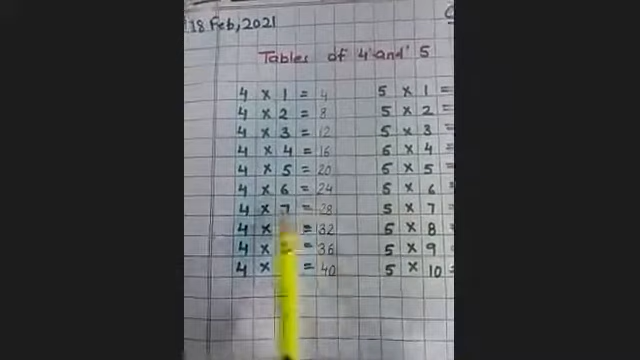 18 Feb, 2021
Tables of 4 and 5
4 × 1 = 4 5 × 1 =
4 × 2 = 8 5 × 2 =
4 × 3 = 12 5 × 3 =
4 × 4 = 16 5 × 4 =
4 × 5 = 20 5 × 5 =
4 × 6 = 24 5 × 6 =
4 × 7 = 28 5 × 7 =
4 × = 32 5 × 8 =
4 × = 36 5 × 9 =
4 × = 40 5 × 10 =